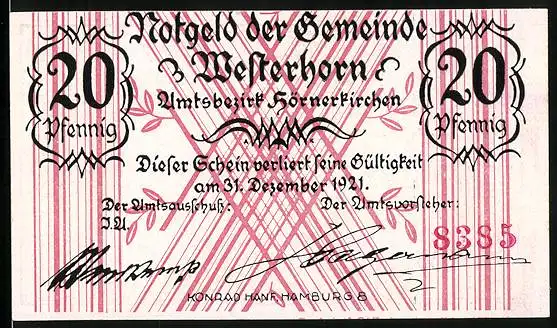 Notgeld der Gemeinde
Westerhorn
Amtsbezirk Hörnerkirchen
20
Pfennig
20
Pfennig
Dieser Schein verliert seine Gültigkeit
am 31. Dezember 1921.
Der Amtsausschuß: Der Amtsvorsteher:
I.A.
8385
KONRAD HANF, HAMBURG 8